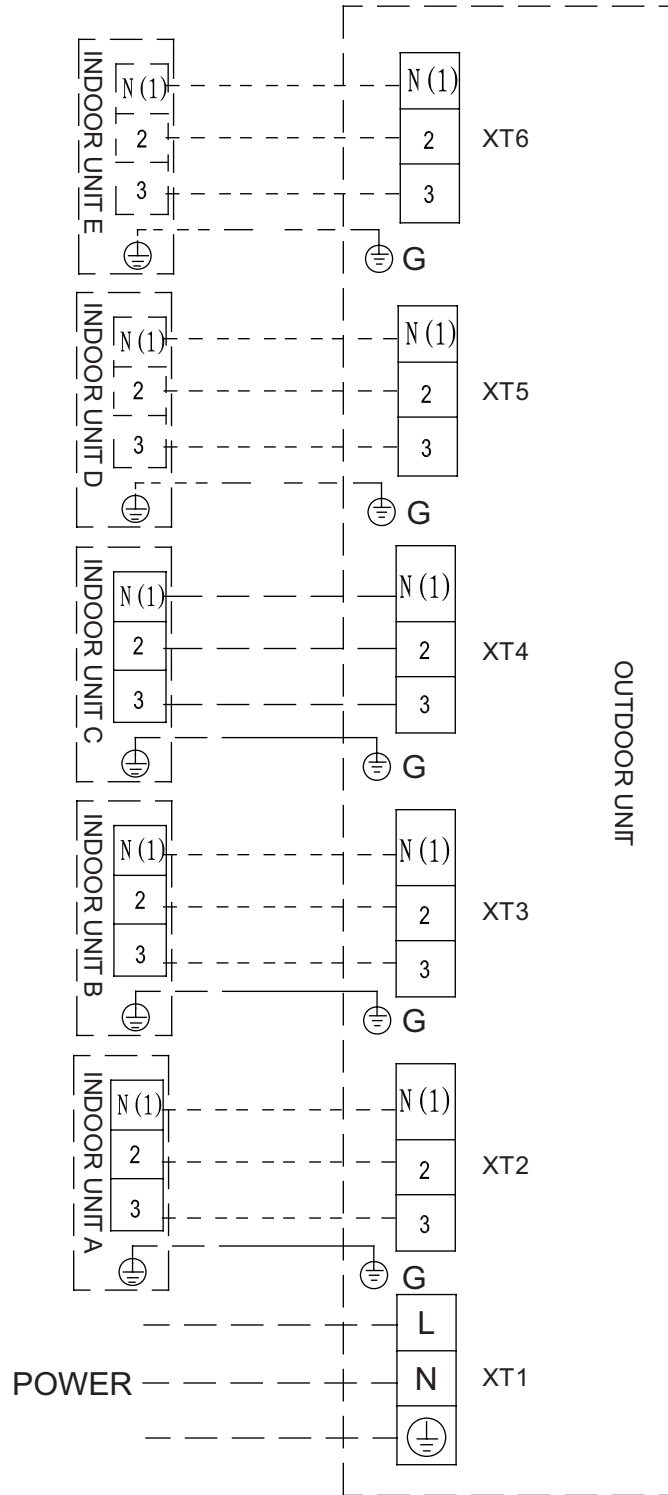 INDOOR UNIT E
N(1)
2
3
N(1)
2
3
XT6
G
INDOOR UNIT D
N(1)
2
3
N(1)
2
3
XT5
G
INDOOR UNIT C
N(1)
2
3
N(1)
2
3
XT4
G
OUTDOOR UNIT
INDOOR UNIT B
N(1)
2
3
N(1)
2
3
XT3
G
INDOOR UNIT A
N(1)
2
3
N(1)
2
3
XT2
G
POWER
L
N
XT1